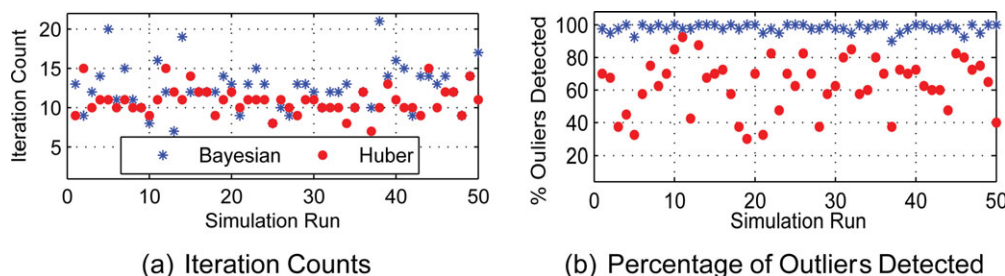 Iteration Count
20
15
10
5
Bayesian
Huber
0
10
20
30
40
50
Simulation Run
(a) Iteration Counts
% Ouliers Detected
100
80
60
40
20
0
10
20
30
40
50
Simulation Run
(b) Percentage of Outliers Detected